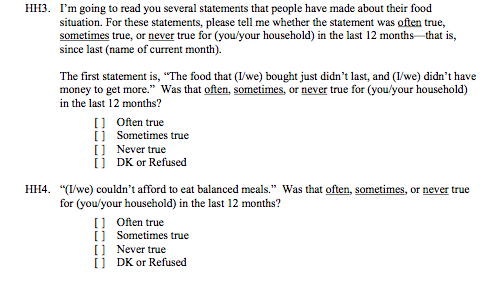 HH3. I'm going to read you several statements that people have made about their food
situation. For these statements, please tell me whether the statement was often true,
sometimes true, or never true for (you/your household) in the last 12 months—that is,
since last (name of current month).
The first statement is, “The food that (I/we) bought just didn't last, and (I/we) didn't have
money to get more.” Was that often, sometimes, or never true for (you/your household)
in the last 12 months?
[ ] Often true
[ ] Sometimes true
[ ] Never true
[ ] DK or Refused
HH4. “(I/we) couldn't afford to eat balanced meals.” Was that often, sometimes, or never true
for (you/your household) in the last 12 months?
[ ] Often true
[ ] Sometimes true
[ ] Never true
[ ] DK or Refused